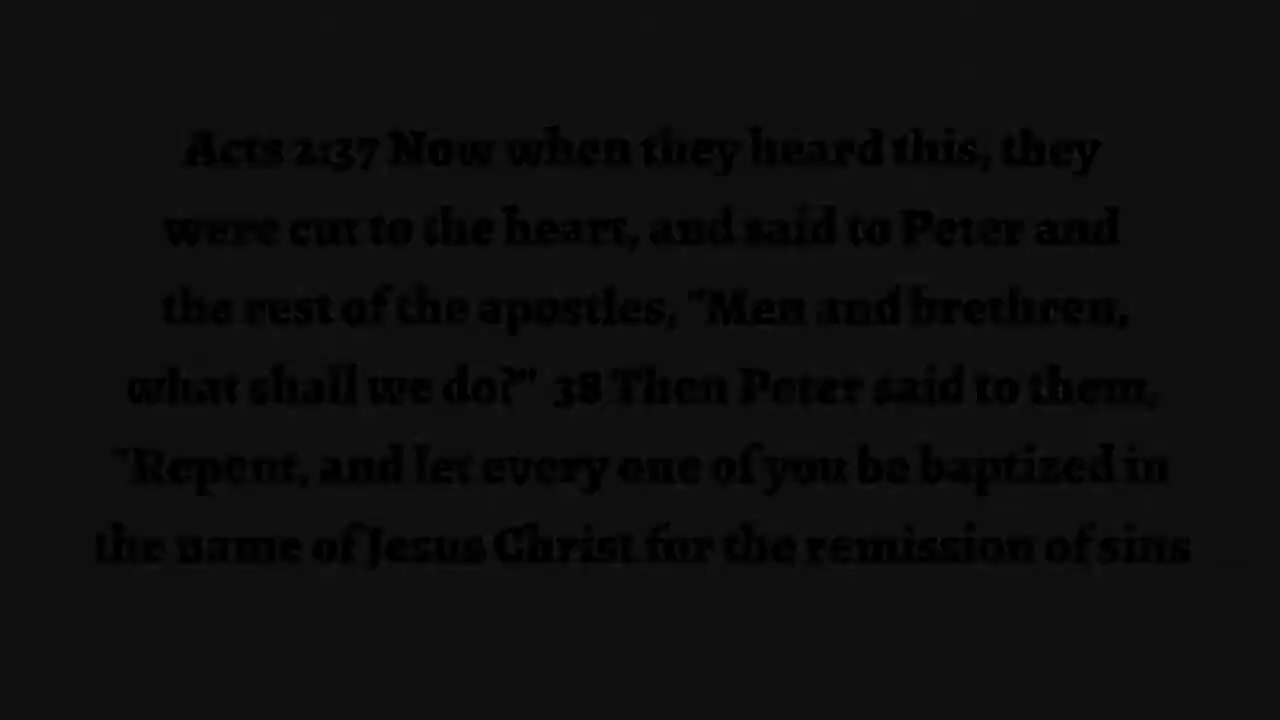 Acts 2:37 Now when they heard this, they
were cut to the heart, and said to Peter and
the rest of the apostles, "Men and brethren,
what shall we do?" 38 Then Peter said to them,
"Repent, and let every one of you be baptized in
the name of Jesus Christ for the remission of sins